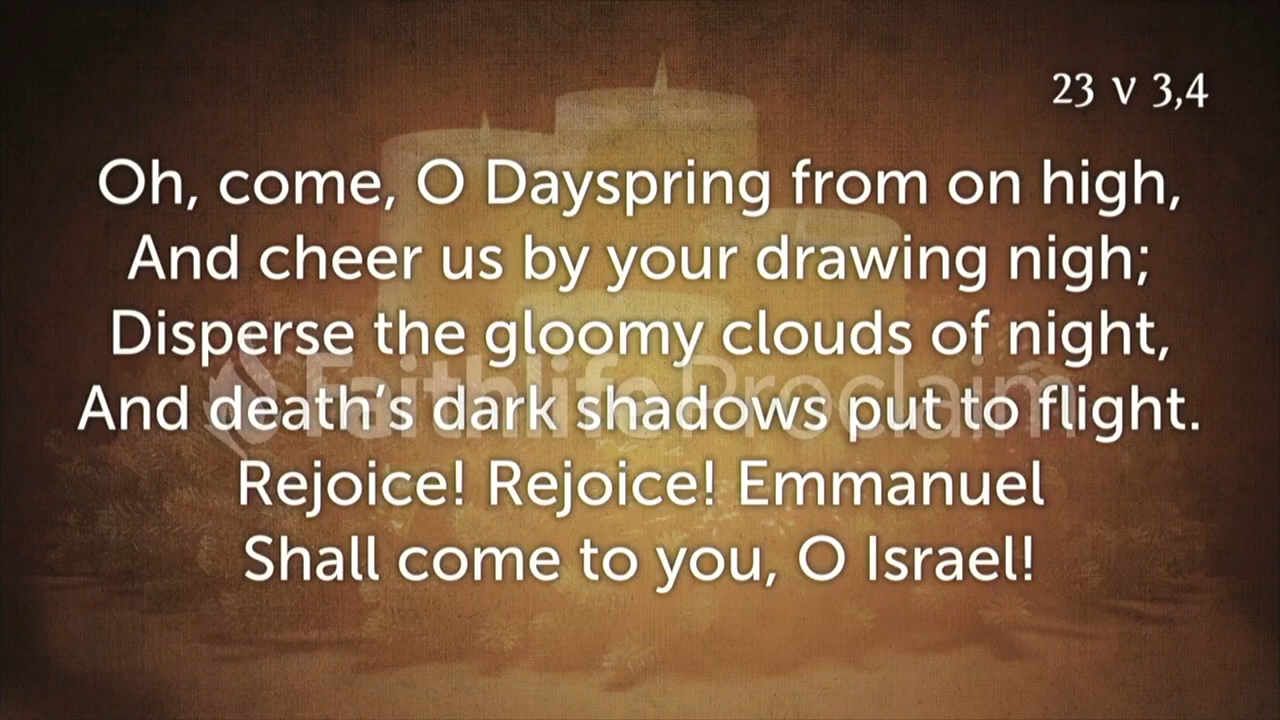 23 v 3,4
Oh, come, O Dayspring from on high,
And cheer us by your drawing nigh;
Disperse the gloomy clouds of night,
Faithlife Proclaim
And death’s dark shadows put to flight.
Rejoice! Rejoice! Emmanuel
Shall come to you, O Israel!